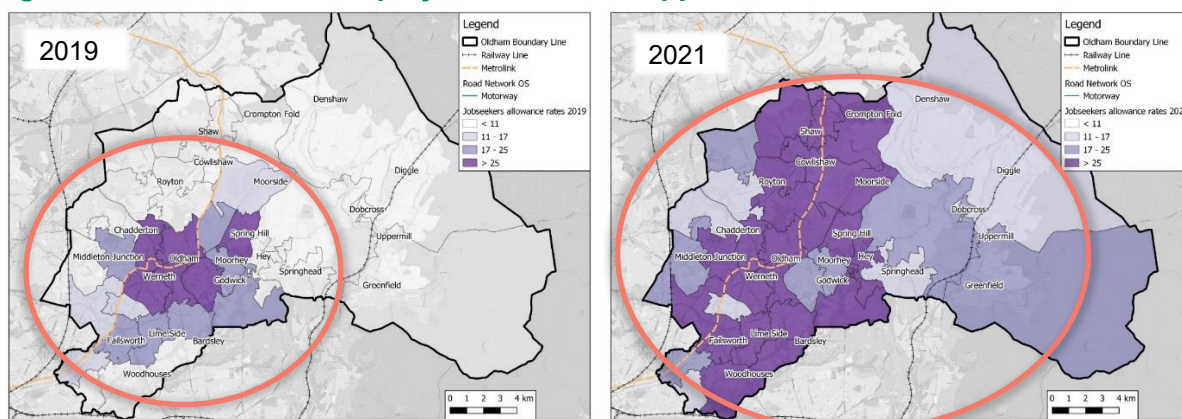 2019
Legend
Oldham Boundary Line
Railway Line
Metrolink
Road Network OS
Motorway
Jobseekers allowance rates 2019
< 11
11 - 17
17 - 25
> 25
Denshaw
Crompton Fold
Shaw
Cowlishaw
Royton
Moorside
Diggle
Dobcross
Uppermill
Chadderton
Spring Hill
Middleton Junction
Oldham
Moorhey
Hey
Werneth
Godwick
Springhead
Greenfield
Failsworth
Lime Side
Bardsley
Woodhouses
0 1 2 3 4 km
2021
Legend
Oldham Boundary Line
Railway Line
Metrolink
Road Network OS
Motorway
Jobseekers allowance rates 202
< 11
11 - 17
17 - 25
> 25
Denshaw
Crompton Fold
Shaw
Cowlishaw
Royton
Moorside
Diggle
Dobcross
Uppermill
Chadderton
Spring Hill
Middleton Junction
Oldham
Moorhey
Hey
Werneth
Godwick
Springhead
Greenfield
Failsworth
Lime Side
Bardsley
Woodhouses
0 1 2 3 4 km